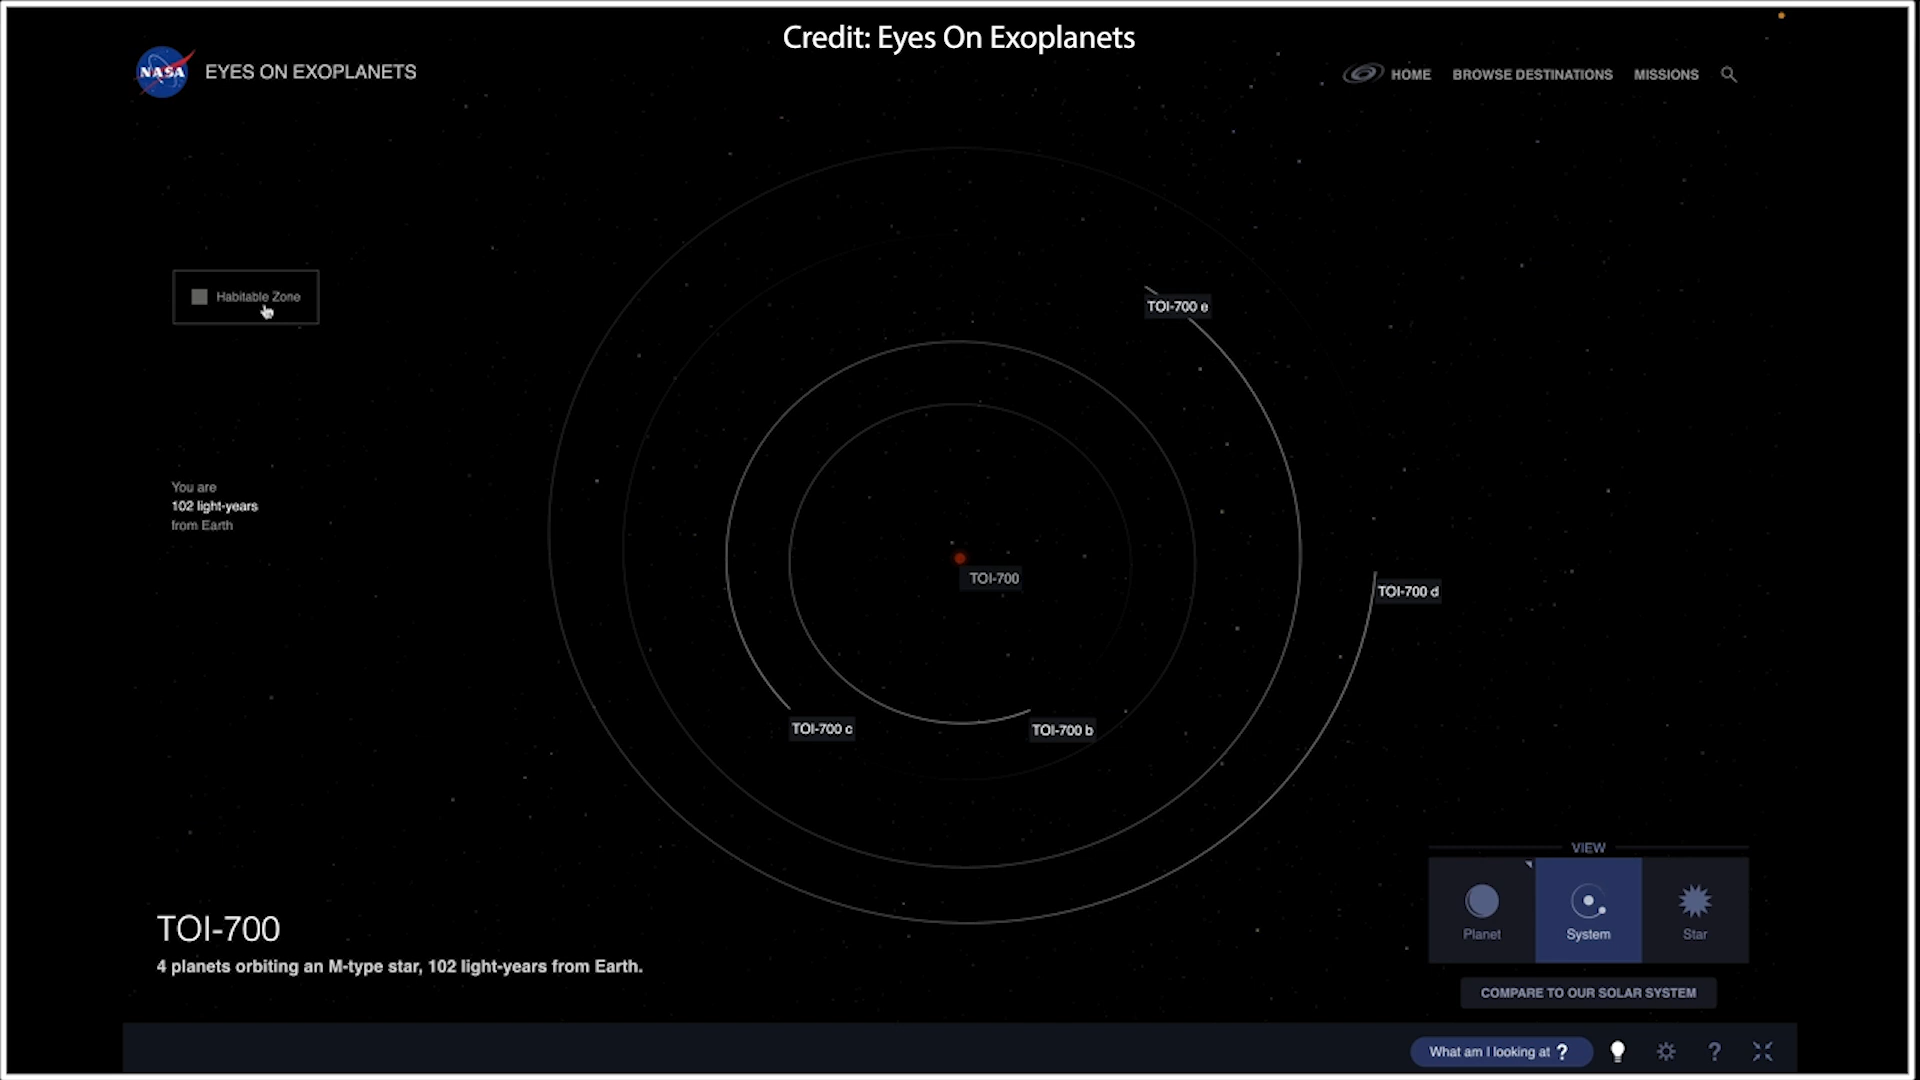 Credit: Eyes On Exoplanets
NASA
EYES ON EXOPLANETS
HOME
BROWSE DESTINATIONS
MISSIONS
Habitable Zone
TOI-700 e
You are
102 light-years
from Earth
TOI-700
TOI-700 d
TOI-700 c
TOI-700 b
VIEW
Planet
System
Star
TOI-700
4 planets orbiting an M-type star, 102 light-years from Earth.
COMPARE TO OUR SOLAR SYSTEM
What am I looking at ?
?